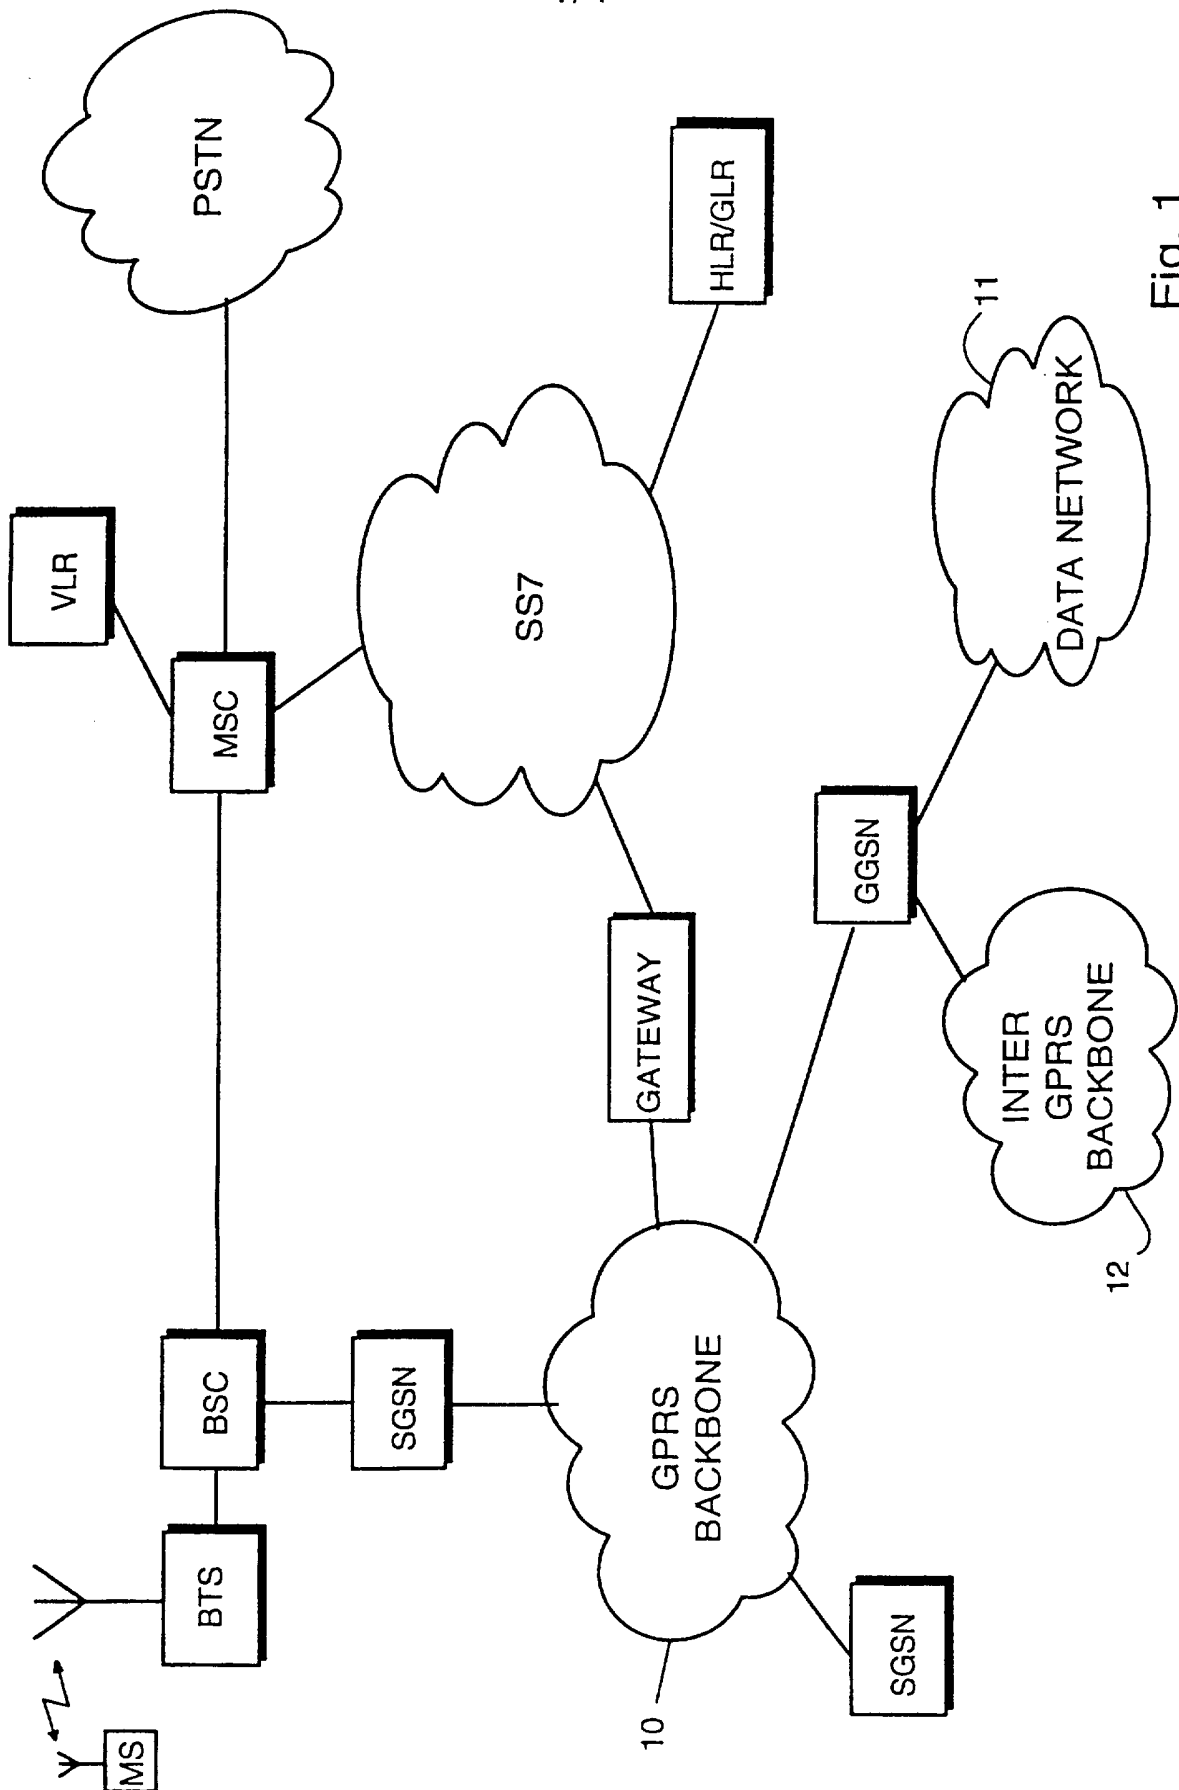 PSTN
VLR
MSC
HLR/GLR
SS7
11
DATA NETWORK
GGSN
GATEWAY
INTER
GPRS
BACKBONE
12
BSC
SGSN
GPRS
BACKBONE
BTS
MS
10
SGSN
Fig. 1